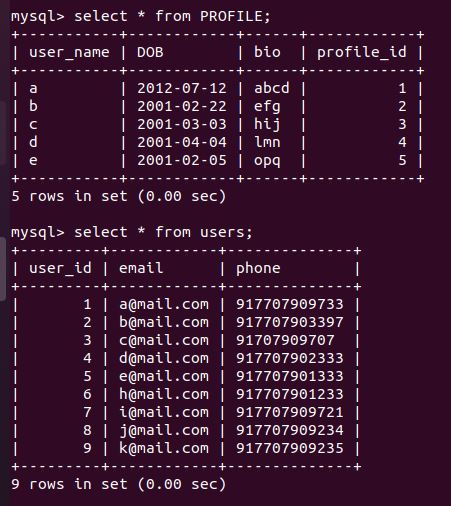 mysql> select * from PROFILE;
+-----------+------------+------+------------+
| user_name | DOB        | bio  | profile_id |
+-----------+------------+------+------------+
| a         | 2012-07-12 | abcd |          1 |
| b         | 2001-02-22 | efg  |          2 |
| c         | 2001-03-03 | hij  |          3 |
| d         | 2001-04-04 | lmn  |          4 |
| e         | 2001-02-05 | opq  |          5 |
+-----------+------------+------+------------+
5 rows in set (0.00 sec)
mysql> select * from users;
+---------+------------+--------------+
| user_id | email      | phone        |
+---------+------------+--------------+
|       1 | a@mail.com | 917707909733 |
|       2 | b@mail.com | 917707903397 |
|       3 | c@mail.com | 91707909707  |
|       4 | d@mail.com | 917707902333 |
|       5 | e@mail.com | 917707901333 |
|       6 | h@mail.com | 917707901233 |
|       7 | i@mail.com | 917707909721 |
|       8 | j@mail.com | 917707909234 |
|       9 | k@mail.com | 917707909235 |
+---------+------------+--------------+
9 rows in set (0.00 sec)